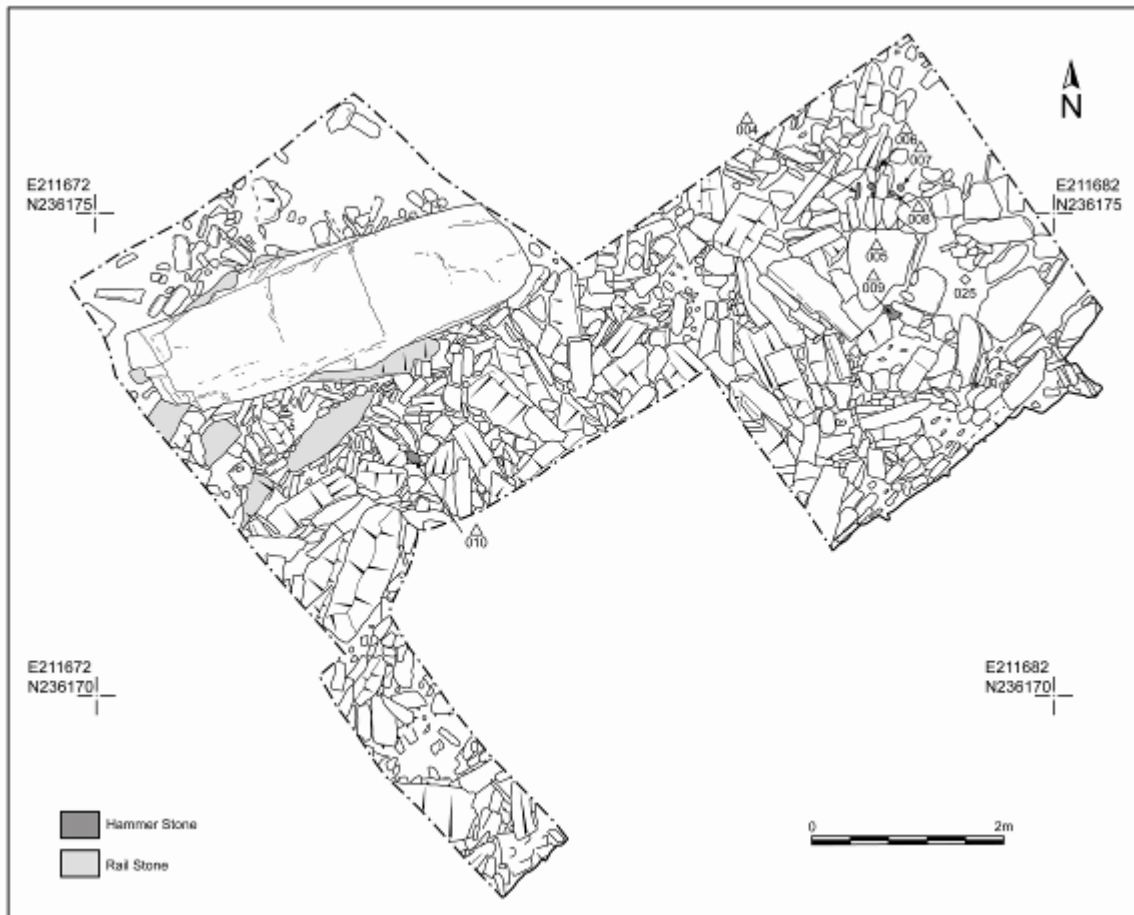 N
004
006
007
E211672
N236175
E211682
N236175
008
005
009
025
010
E211672
N236170
E211682
N236170
Hammer Stone
Rail Stone
0
2m